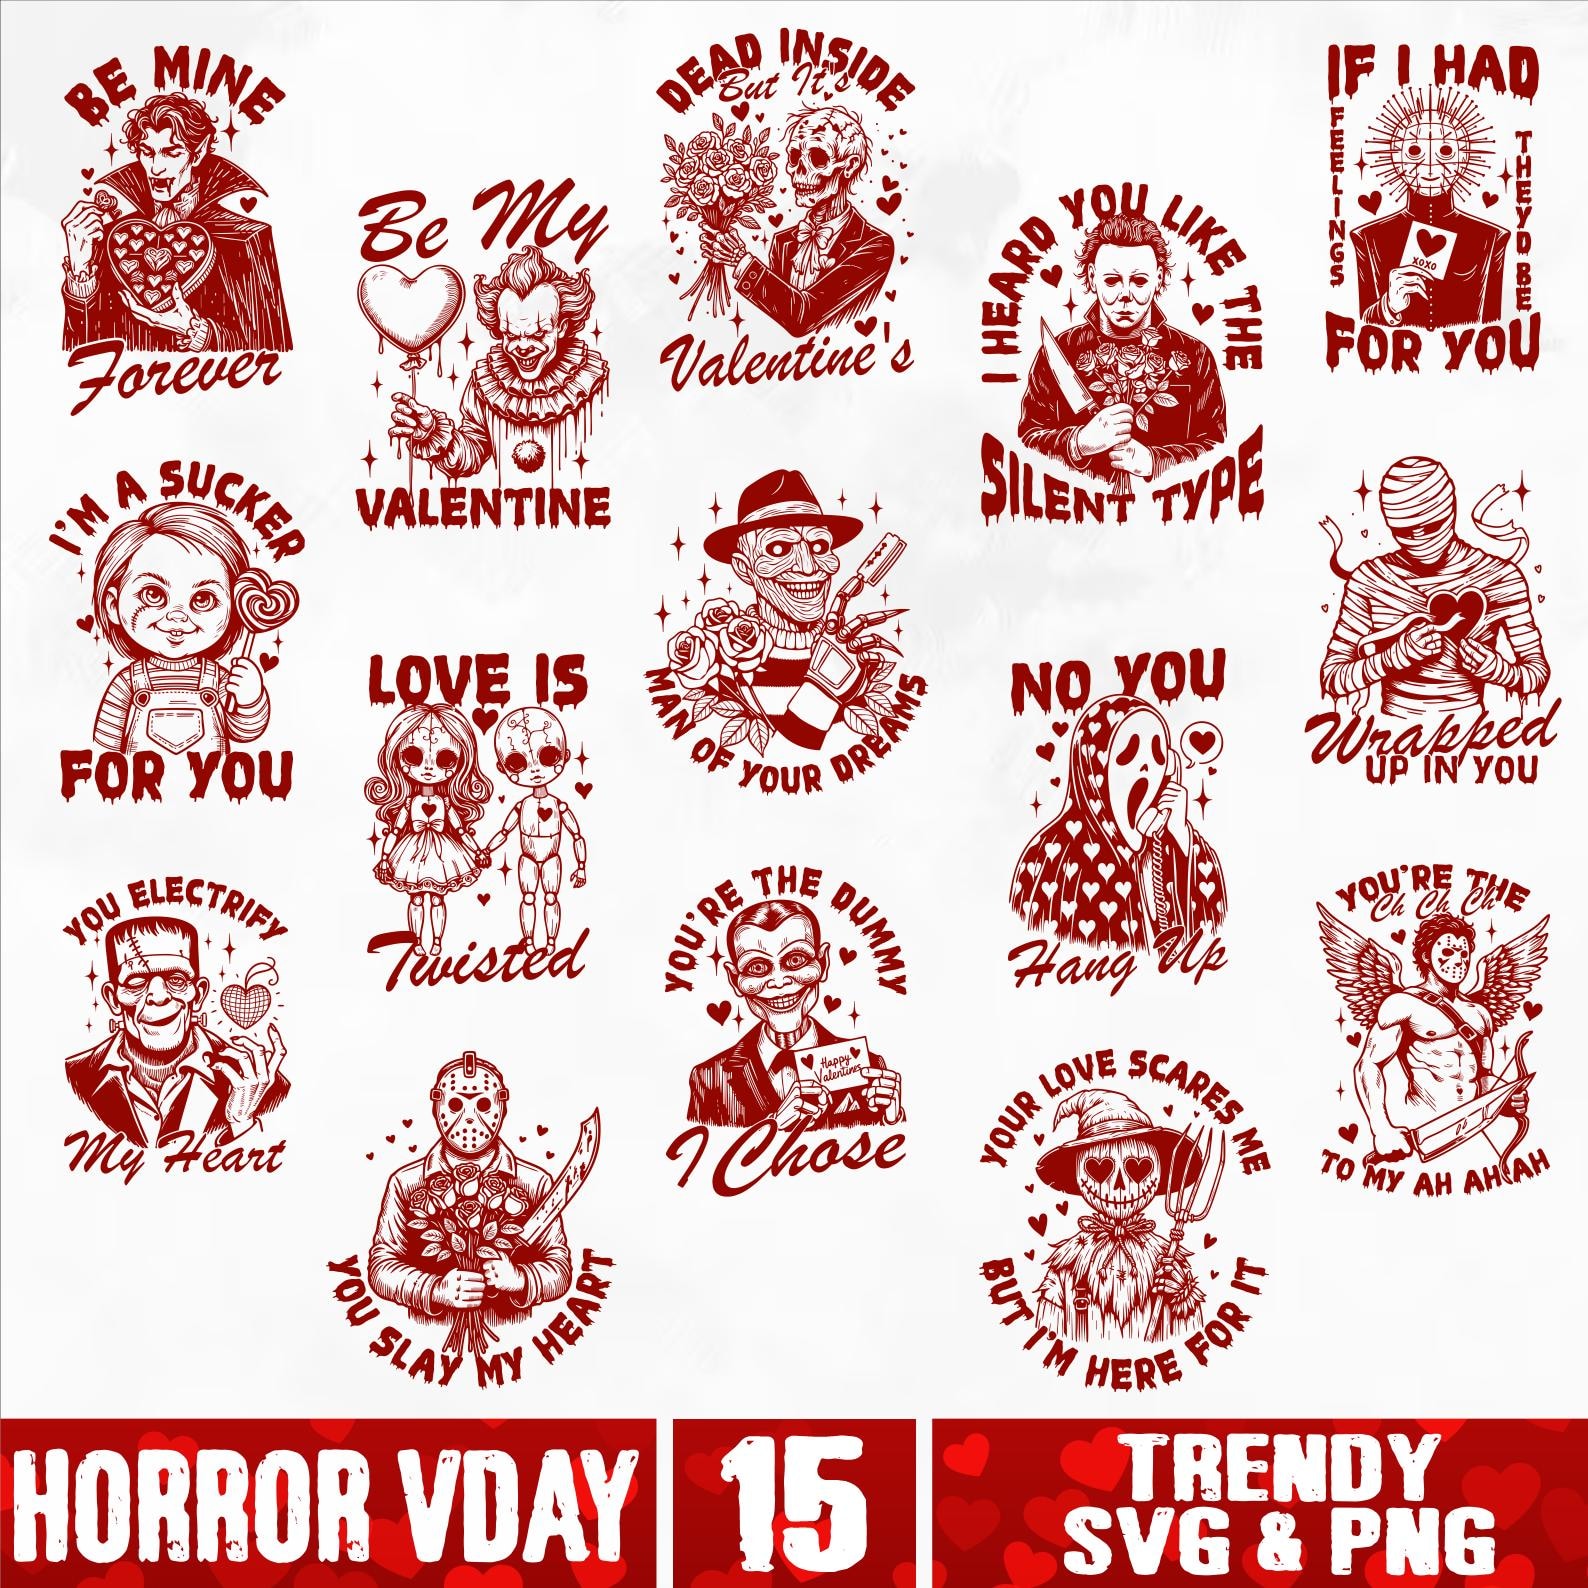 BE MINE
Forever
Be My
VALENTINE
DEAD INSIDE
But It's
Valentine's
I HEARD YOU LIKE THE
SILENT TYPE
IF I HAD
FEELINGS
THEY'D BE
XOXO
FOR YOU
I'M A SUCKER
FOR YOU
LOVE IS
Twisted
MAN OF YOUR DREAMS
NO YOU
Hang Up
Wrapped
UP IN YOU
YOU ELECTRIFY
My Heart
YOU SLAY MY HEART
YOU'RE THE DUMMY
Happy
Valentines
I Chose
YOUR LOVE SCARES ME
BUT I'M HERE FOR IT
YOU'RE THE
Ch Ch Ch
TO MY AH AH AH
HORROR VDAY
15
TRENDY
SVG & PNG